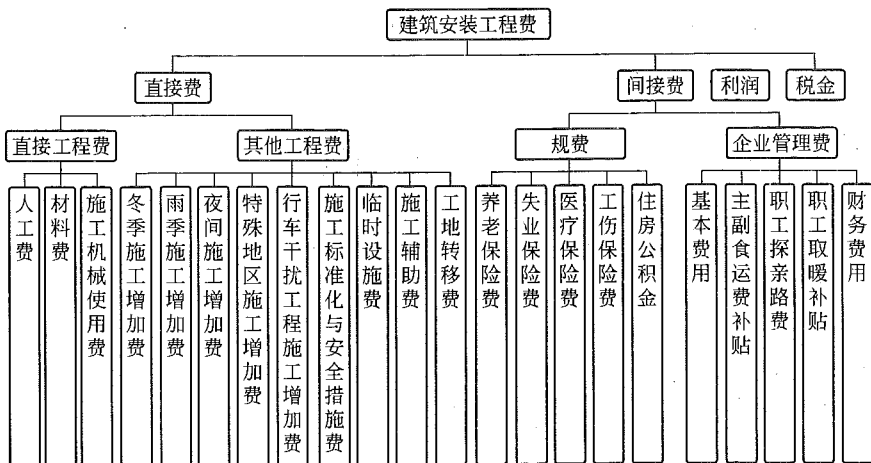 建筑安装工程费
直接费
间接费
利润
税金
直接工程费
其他工程费
规费
企业管理费
人工费
材料费
施工机械使用费
冬季施工增加费
雨季施工增加费
夜间施工增加费
特殊地区施工增加费
行车干扰工程施工增加费
施工标准化与安全措施费
临时设施费
施工辅助费
工地转移费
养老保险费
失业保险费
医疗保险费
工伤保险费
住房公积金
基本费用
主副食运费补贴
职工探亲路费
职工取暖补贴
财务费用